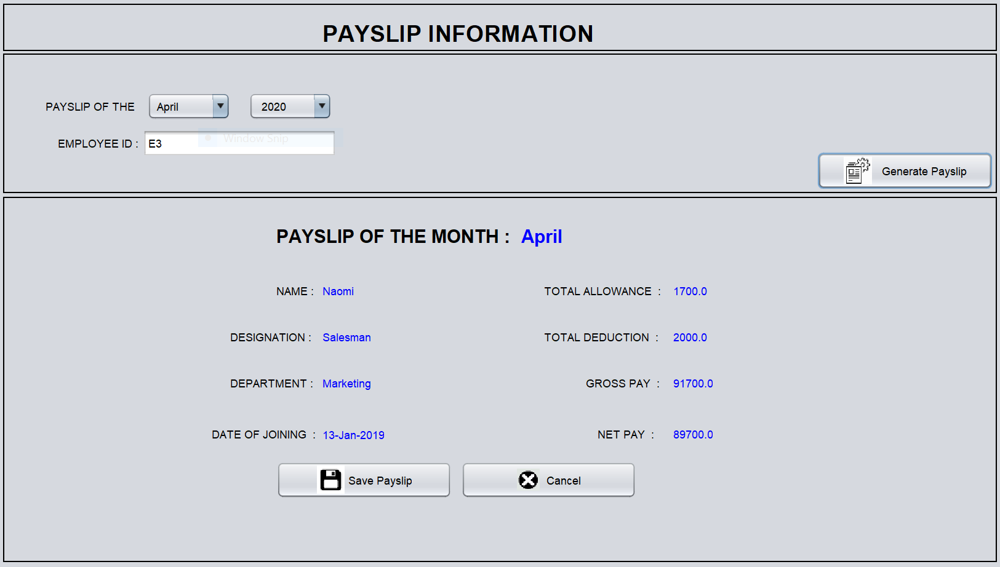 PAYSLIP INFORMATION
PAYSLIP OF THE April 2020
Window Snip
EMPLOYEE ID : E3
Generate Payslip
PAYSLIP OF THE MONTH : April
NAME : Naomi TOTAL ALLOWANCE : 1700.0
DESIGNATION : Salesman TOTAL DEDUCTION : 2000.0
DEPARTMENT : Marketing GROSS PAY : 91700.0
DATE OF JOINING : 13-Jan-2019 NET PAY : 89700.0
Save Payslip Cancel